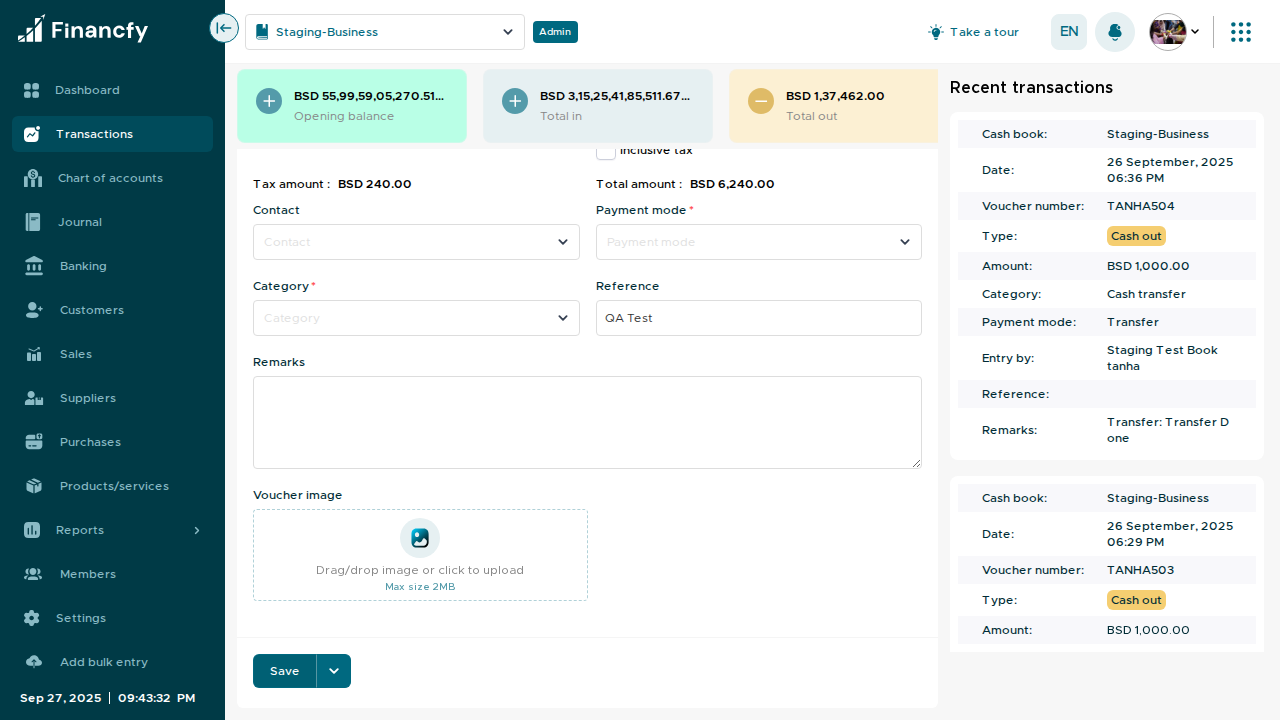 Financfy
Dashboard
Transactions
Chart of accounts
Journal
Banking
Customers
Sales
Suppliers
Purchases
Products/services
Reports
Members
Settings
Add bulk entry
Sep 27, 2025 | 09:43:32 PM
Staging-Business
Admin
Take a tour
EN
BSD 55,99,59,05,270.51...
Opening balance
BSD 3,15,25,41,85,511.67...
Total in
BSD 1,37,462.00
Total out
Inclusive tax
Tax amount : BSD 240.00
Total amount : BSD 6,240.00
Contact
Contact
Payment mode *
Payment mode
Category *
Category
Reference
QA Test
Remarks
Voucher image
Drag/drop image or click to upload
Max size 2MB
Save
Recent transactions
Cash book: Staging-Business
Date: 26 September, 2025
06:36 PM
Voucher number: TANHA504
Type: Cash out
Amount: BSD 1,000.00
Category: Cash transfer
Payment mode: Transfer
Entry by: Staging Test Book
tanha
Reference:
Remarks: Transfer: Transfer D
one
Cash book: Staging-Business
Date: 26 September, 2025
06:29 PM
Voucher number: TANHA503
Type: Cash out
Amount: BSD 1,000.00